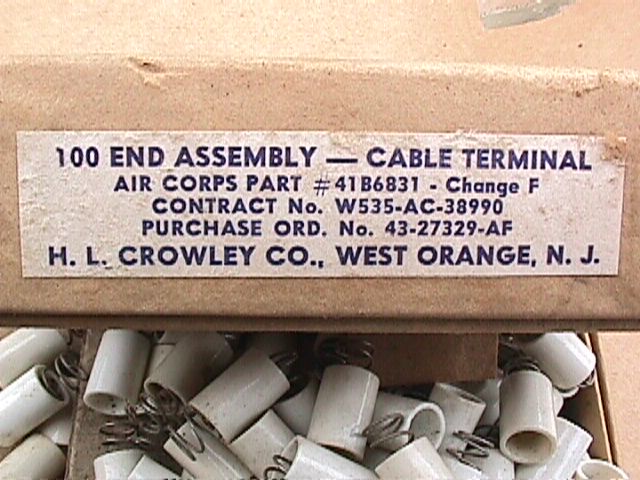 100 END ASSEMBLY — CABLE TERMINAL
AIR CORPS PART #41B6831 - Change F
CONTRACT No. W535-AC-38990
PURCHASE ORD. No. 43-27329-AF
H. L. CROWLEY CO., WEST ORANGE, N. J.